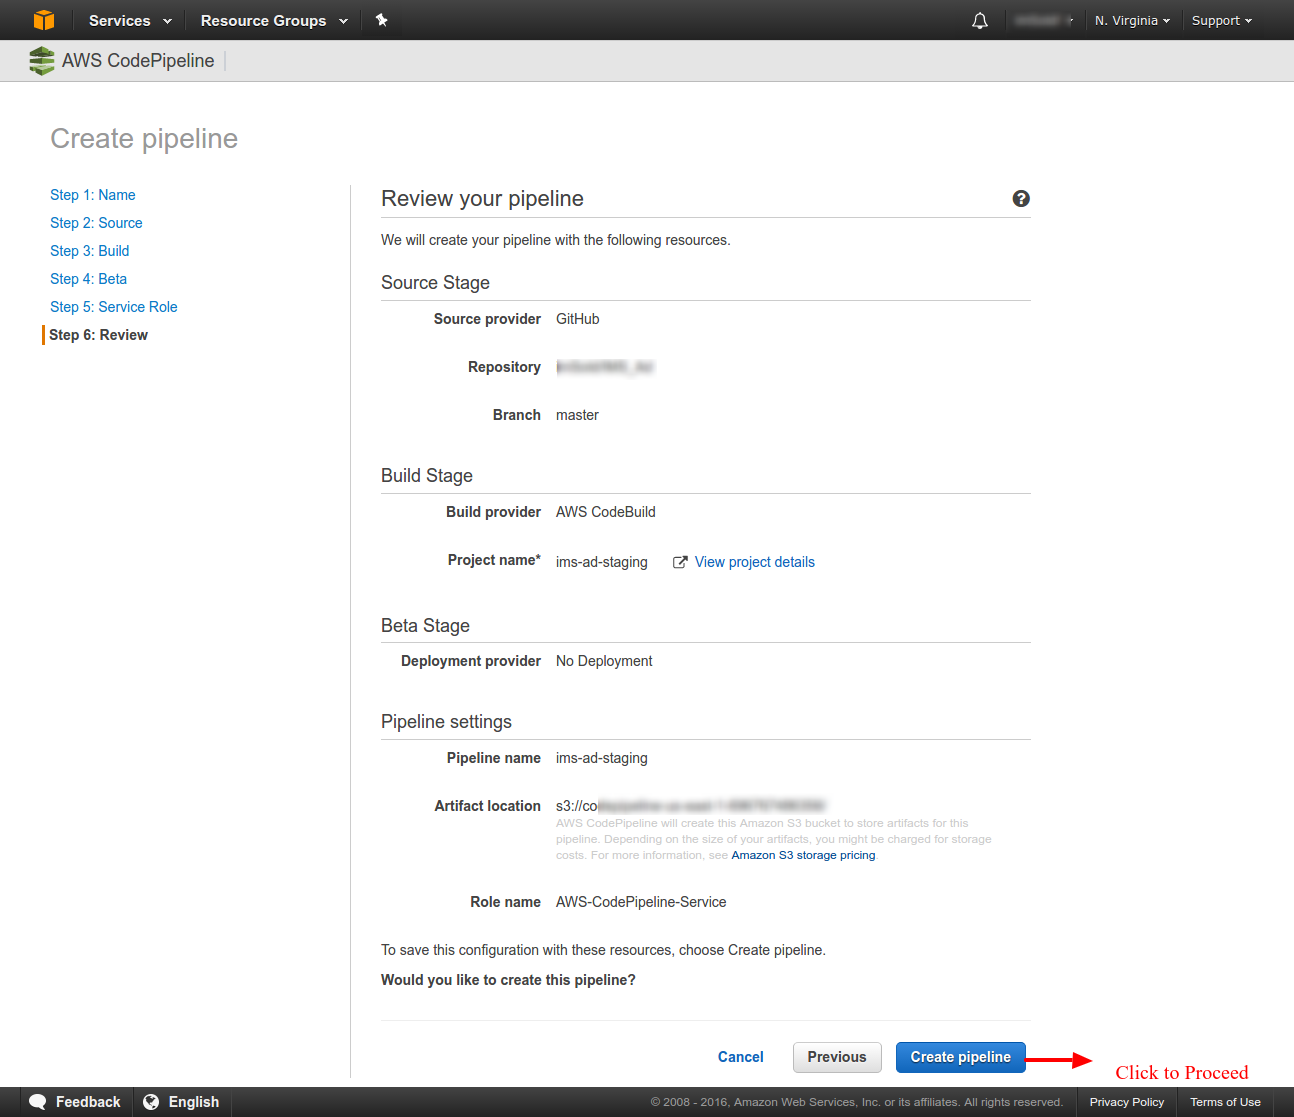 Services Resource Groups N. Virginia Support
AWS CodePipeline
Create pipeline
Step 1: Name
Step 2: Source
Step 3: Build
Step 4: Beta
Step 5: Service Role
Step 6: Review
Review your pipeline
We will create your pipeline with the following resources.
Source Stage
Source provider GitHub
Repository
Branch master
Build Stage
Build provider AWS CodeBuild
Project name* ims-ad-staging View project details
Beta Stage
Deployment provider No Deployment
Pipeline settings
Pipeline name ims-ad-staging
Artifact location s3://co
AWS CodePipeline will create this Amazon S3 bucket to store artifacts for this
pipeline. Depending on the size of your artifacts, you might be charged for storage
costs. For more information, see Amazon S3 storage pricing
Role name AWS-CodePipeline-Service
To save this configuration with these resources, choose Create pipeline.
Would you like to create this pipeline?
Cancel Previous Create pipeline
Click to Proceed
Feedback English © 2008 - 2016, Amazon Web Services, Inc. or its affiliates. All rights reserved. Privacy Policy Terms of Use